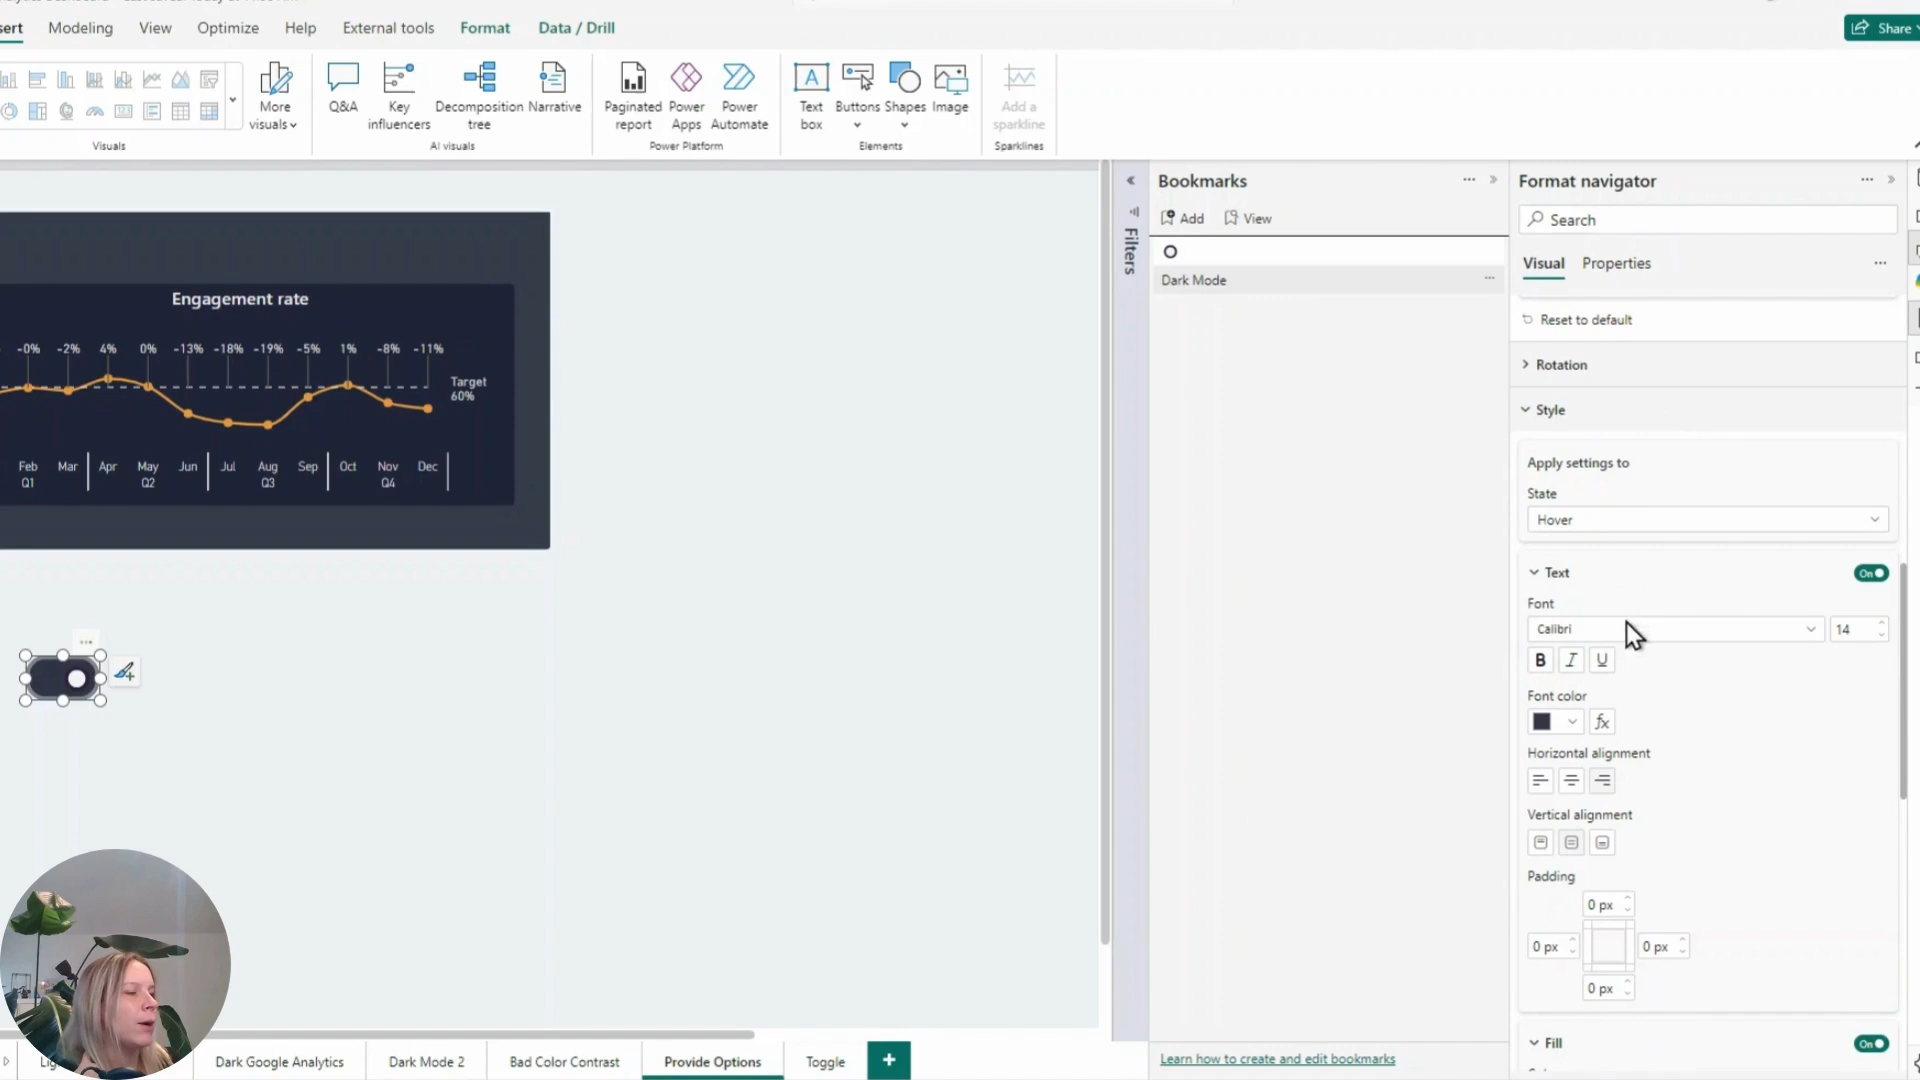 Modeling View Optimize Help External tools Format Data / Drill Share
More visuals
Q&A
Key influencers
Decomposition tree
Narrative
Paginated report
Power Apps
Power Automate
Text box
Buttons
Shapes
Image
Add a sparkline
Visuals
AI visuals
Power Platform
Elements
Sparklines
Engagement rate
-0% -2% 4% 0% -13% -18% -19% -5% 1% -8% -11%
Target
60%
Feb Mar Apr May Jun Jul Aug Sep Oct Nov Dec
Q1 Q2 Q3 Q4
Filters
Bookmarks
Add View
Dark Mode
Learn how to create and edit bookmarks
Format navigator
Search
Visual Properties
Reset to default
Rotation
Style
Apply settings to
State
Hover
Text On
Font
Calibri 14
B I U
Font color
fx
Horizontal alignment
Vertical alignment
Padding
0 px
0 px 0 px
0 px
Fill On
Dark Google Analytics Dark Mode 2 Bad Color Contrast Provide Options Toggle +